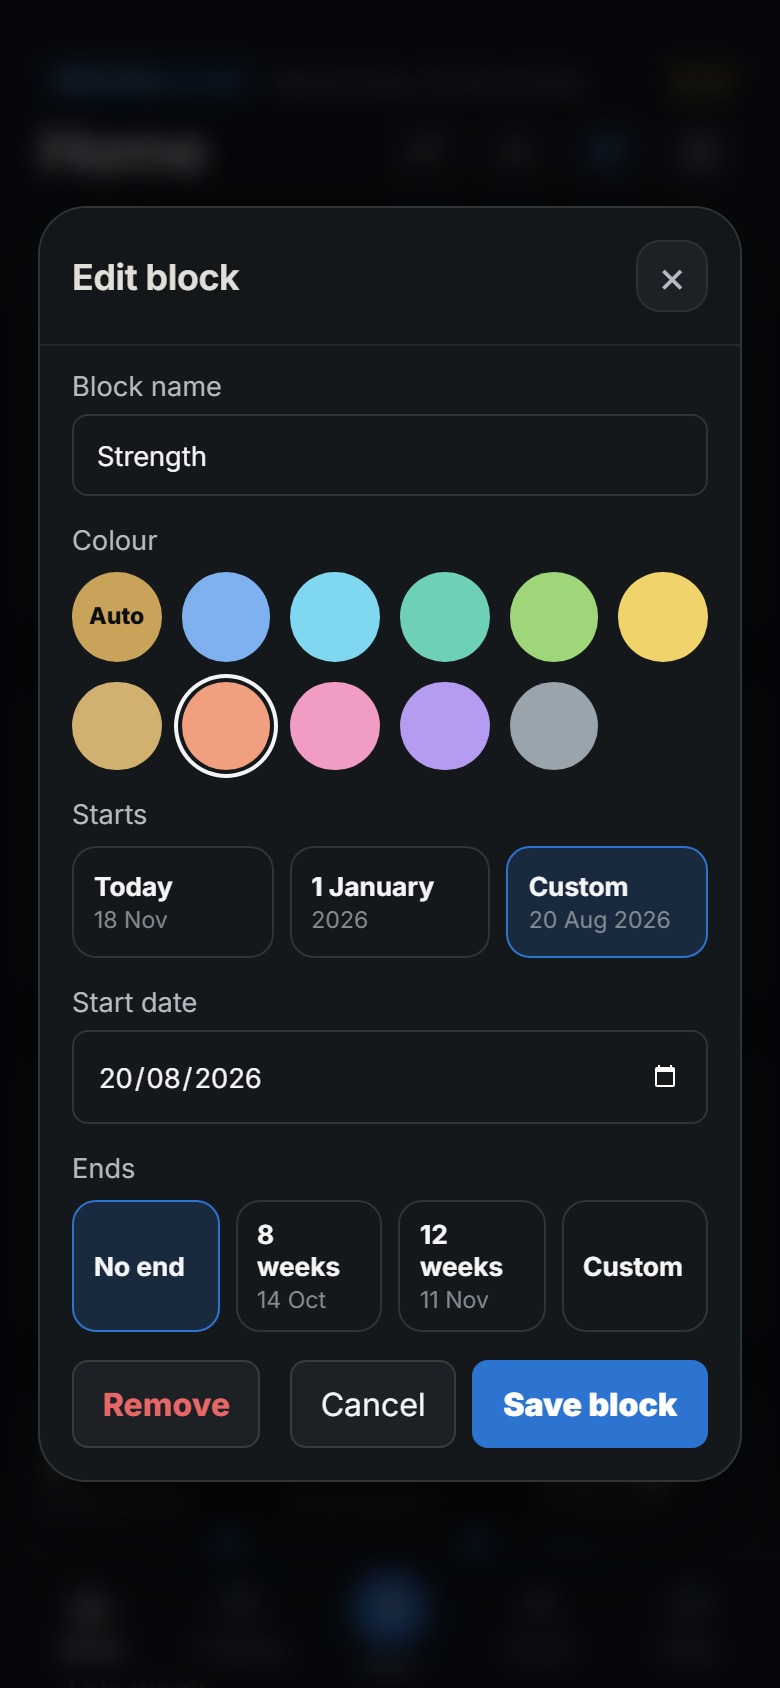 Home
Edit block
×
Block name
Strength
Colour
Auto
Starts
Today
18 Nov
1 January
2026
Custom
20 Aug 2026
Start date
20/08/2026
Ends
No end
8
weeks
14 Oct
12
weeks
11 Nov
Custom
Remove
Cancel
Save block